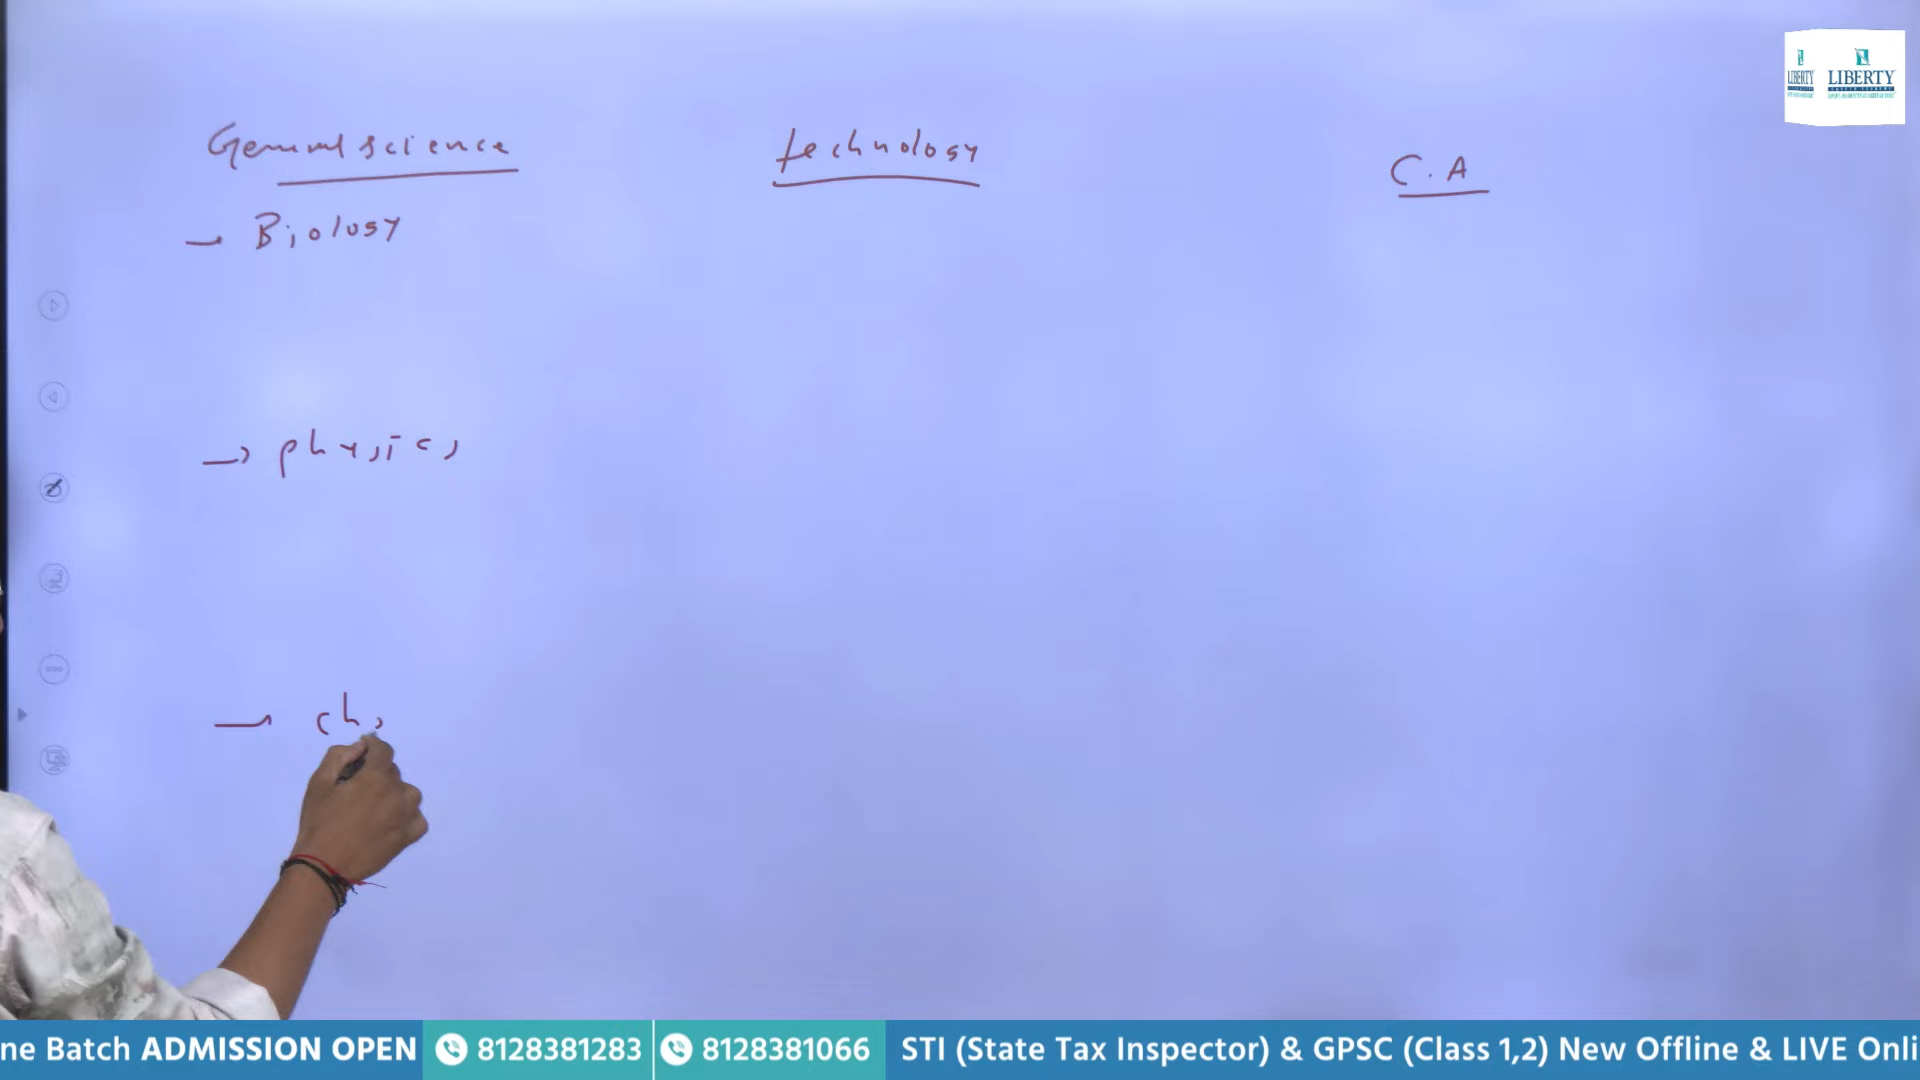 General science
technology
C.A
→ Biology
→ physics
→ ch
LIBERTY
LIBERTY
ne Batch ADMISSION OPEN 8128381283 8128381066 STI (State Tax Inspector) & GPSC (Class 1,2) New Offline & LIVE Onli